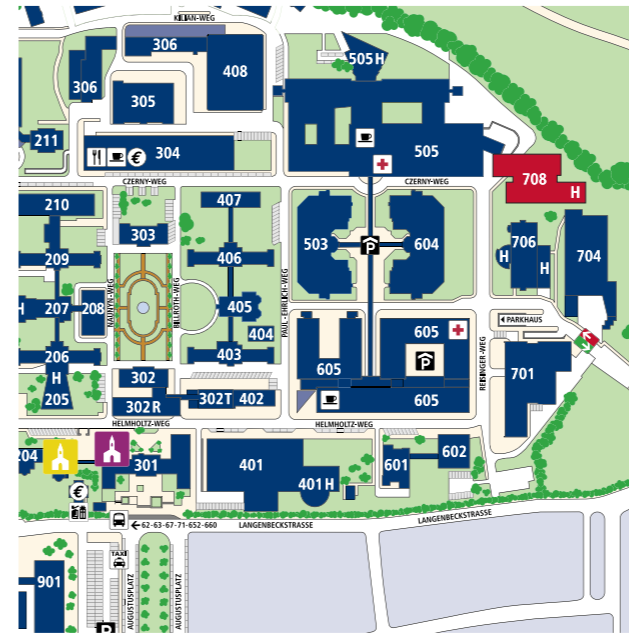 KILIAN-WEG
306
408
505 H
306
305
211
304
€
505
CZERNY-WEG
CZERNY-WEG
708
H
210
407
303
503
604
706
H
H
704
209
406
NAUNYN-WEG
BILLROTH-WEG
PAUL-EHRLICH-WEG
H
207
208
405
404
PARKHAUS
206
403
605
605
REISINGER-WEG
701
H
205
302
302 R
302T
402
605
HELMHOLTZ-WEG
HELMHOLTZ-WEG
204
301
401
401 H
601
602
€
62-63-67-71-652-660
LANGENBECKSTRASSE
LANGENBECKSTRASSE
TAXI
901
AUGUSTUSPLATZ
AUGUSTUSPLATZ
P